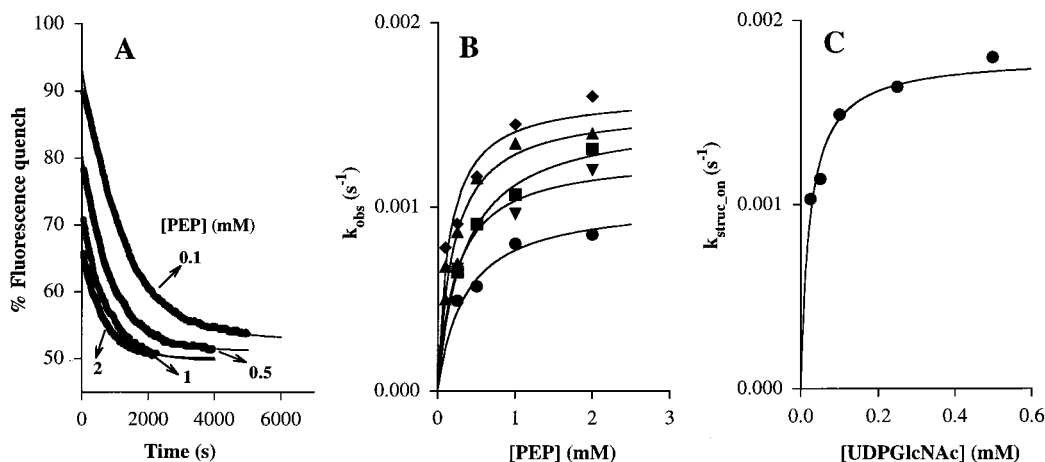 A
% Fluorescence quench
100
90
80
70
60
50
[PEP] (mM)
0.1
0.5
1
2
0 2000 4000 6000
Time (s)
B
k_obs (s⁻¹)
0.002
0.001
0.000
0 1 2 3
[PEP] (mM)
C
k_struc_on (s⁻¹)
0.002
0.001
0.000
0.0 0.2 0.4 0.6
[UDPGlcNAc] (mM)